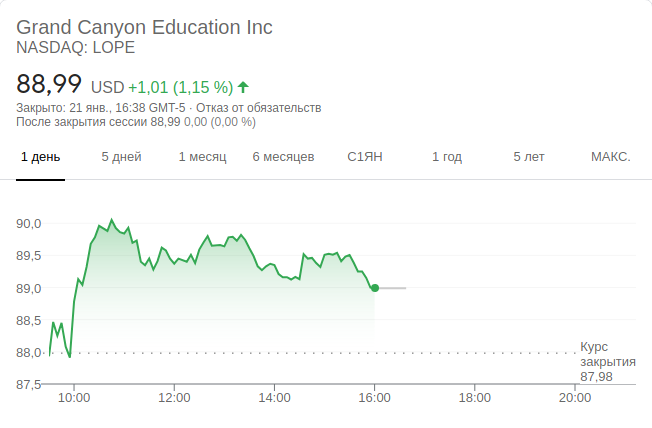 Grand Canyon Education Inc
NASDAQ: LOPE
88,99 USD +1,01 (1,15 %)
Закрыто: 21 янв., 16:38 GMT-5 · Отказ от обязательств
После закрытия сессии 88,99 0,00 (0,00 %)
1 день 5 дней 1 месяц 6 месяцев С1ЯН 1 год 5 лет МАКС.
90,0
89,5
89,0
88,5
88,0
87,5
Курс
закрытия
87,98
10:00 12:00 14:00 16:00 18:00 20:00